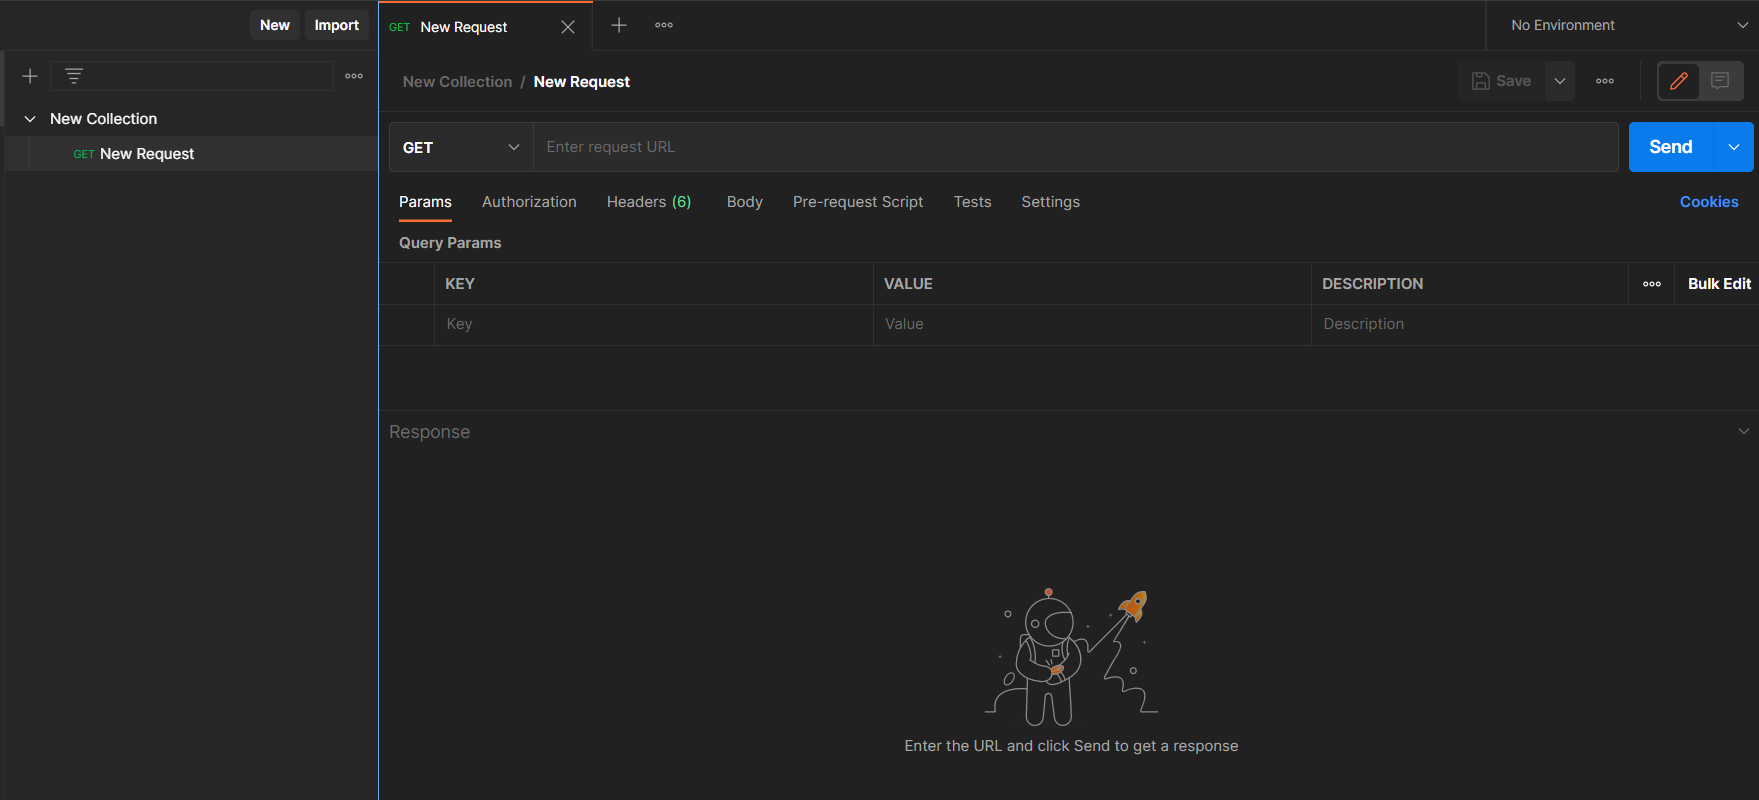 New Import
GET New Request
No Environment
New Collection / New Request
Save
New Collection
GET New Request
GET
Enter request URL
Send
Params Authorization Headers (6) Body Pre-request Script Tests Settings
Cookies
Query Params
KEY VALUE DESCRIPTION Bulk Edit
Key Value Description
Response
Enter the URL and click Send to get a response